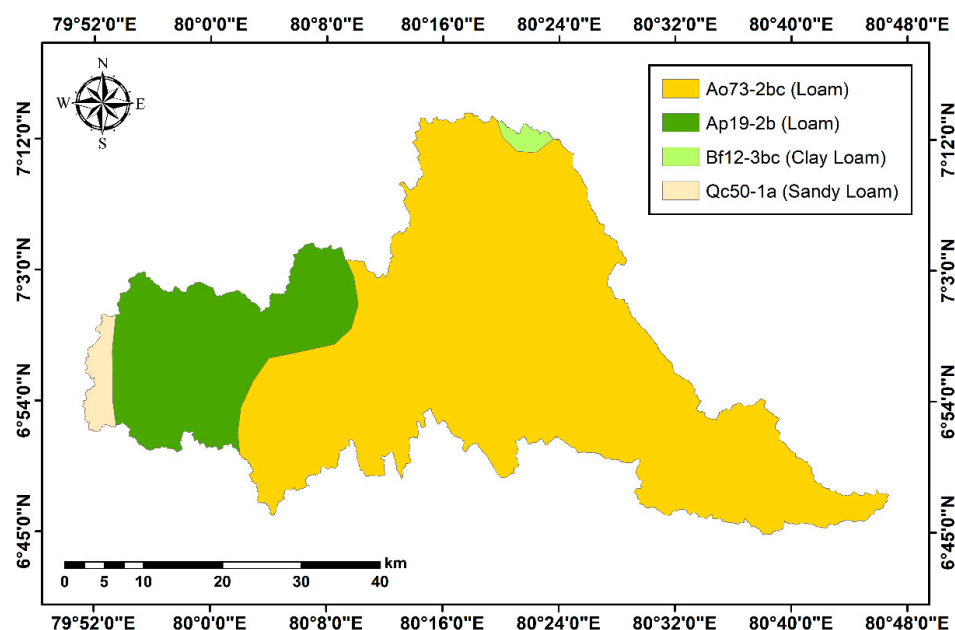 79°52'0"E 80°0'0"E 80°8'0"E 80°16'0"E 80°24'0"E 80°32'0"E 80°40'0"E 80°48'0"E
N
W E
S
Ao73-2bc (Loam)
Ap19-2b (Loam)
Bf12-3bc (Clay Loam)
Qc50-1a (Sandy Loam)
7°12'0"N 7°12'0"N
7°3'0"N 7°3'0"N
6°54'0"N 6°54'0"N
6°45'0"N 6°45'0"N
km
0 5 10 20 30 40
79°52'0"E 80°0'0"E 80°8'0"E 80°16'0"E 80°24'0"E 80°32'0"E 80°40'0"E 80°48'0"E